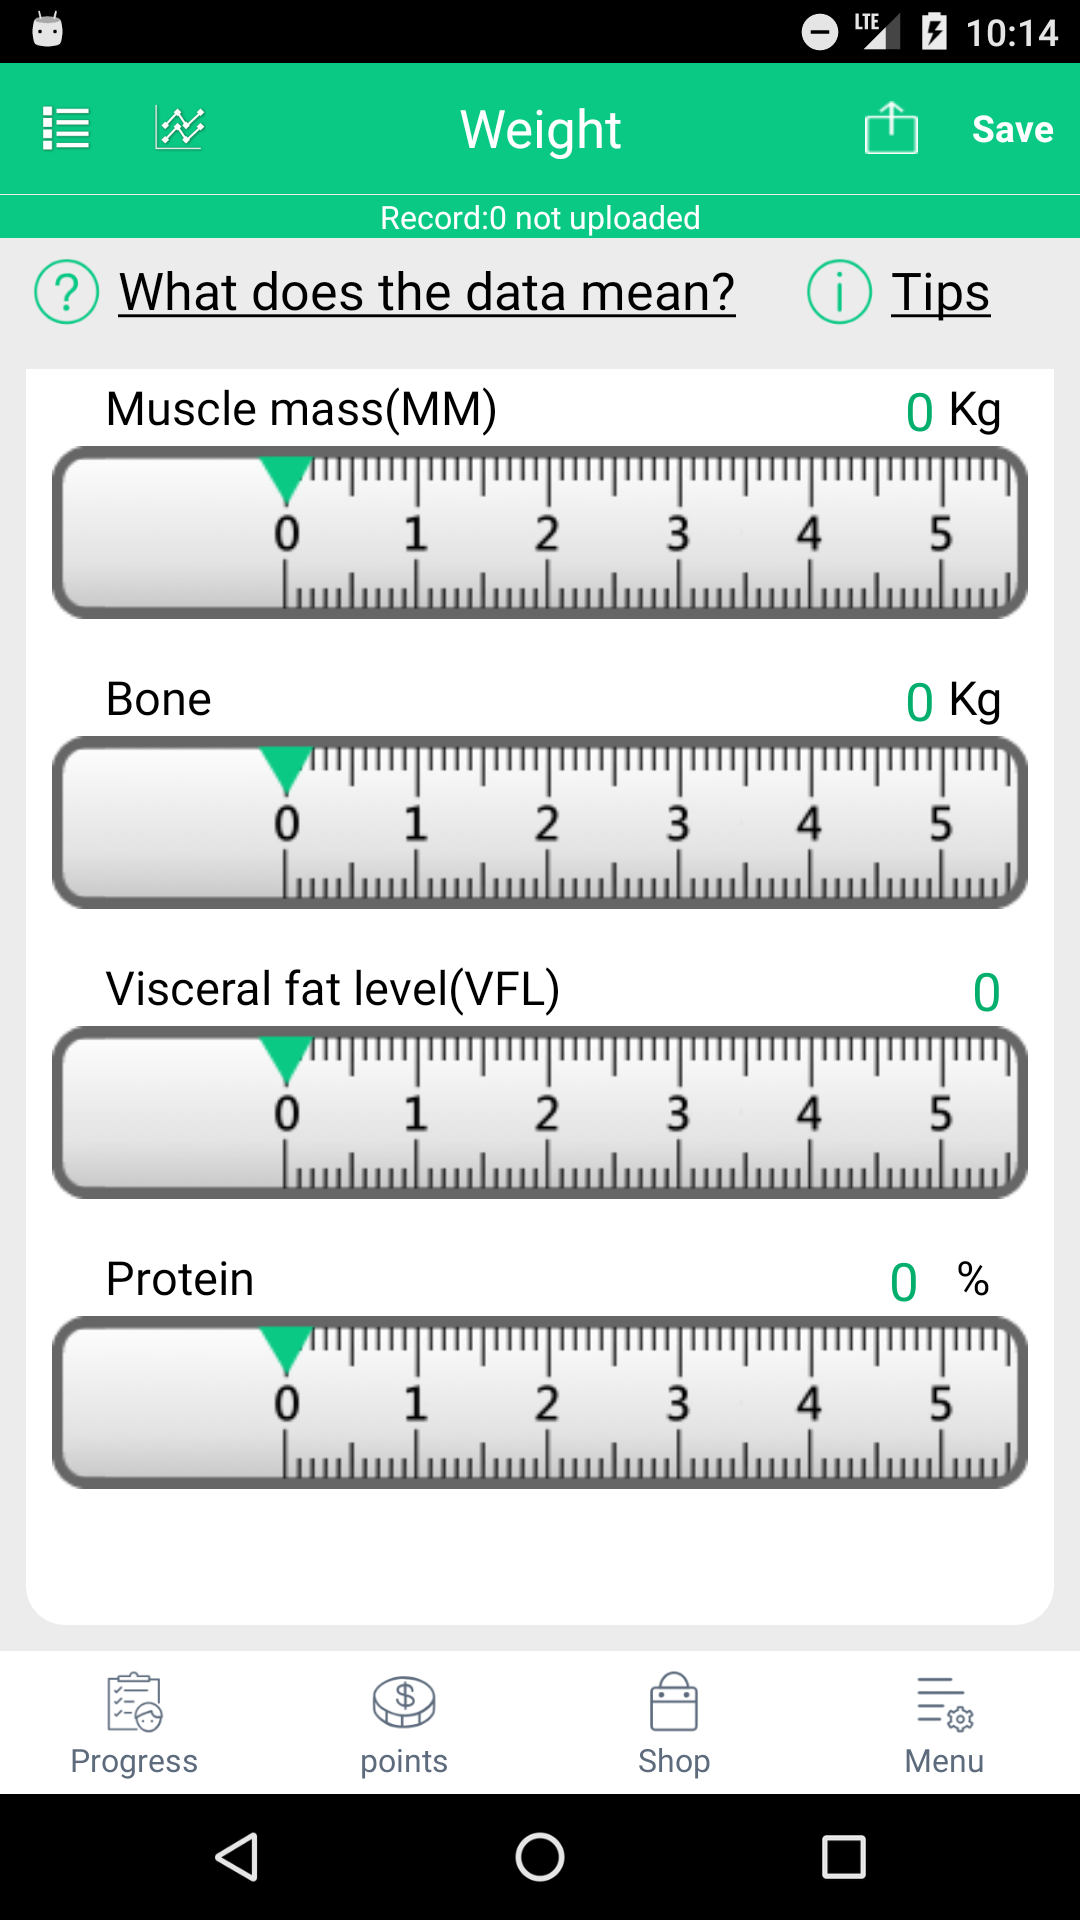 LTE 10:14
Weight Save
Record:0 not uploaded
? What does the data mean? i Tips
Muscle mass(MM) 0 Kg
0 1 2 3 4 5
Bone 0 Kg
0 1 2 3 4 5
Visceral fat level(VFL) 0
0 1 2 3 4 5
Protein 0 %
0 1 2 3 4 5
$
Progress points Shop Menu